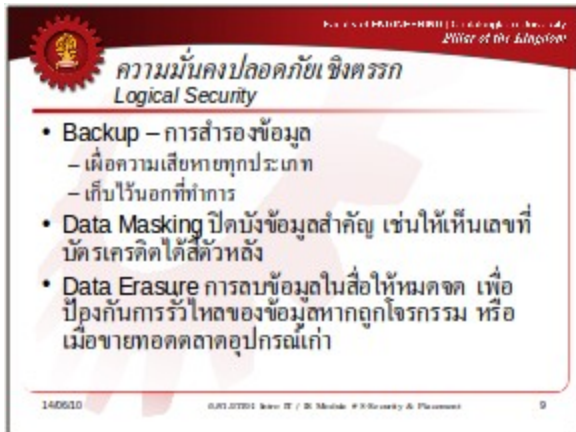 Pillar of the Kingdom
ความมั่นคงปลอดภัยเชิงตรรก
Logical Security
• Backup – การสำรองข้อมูล
– เผื่อความเสียหายทุกประเภท
– เก็บไว้นอกที่ทำการ
• Data Masking ปิดบังข้อมูลสำคัญ เช่นให้เห็นเลขที่
บัตรเครดิตได้สี่ตัวหลัง
• Data Erasure การลบข้อมูลในสื่อให้หมดจด เพื่อ
ป้องกันการรั่วไหลของข้อมูลหากถูกโจรกรรม หรือ
เมื่อขายทอดตลาดอุปกรณ์เก่า
14/06/10
Intro IT / IS Module # 8-Security &
9